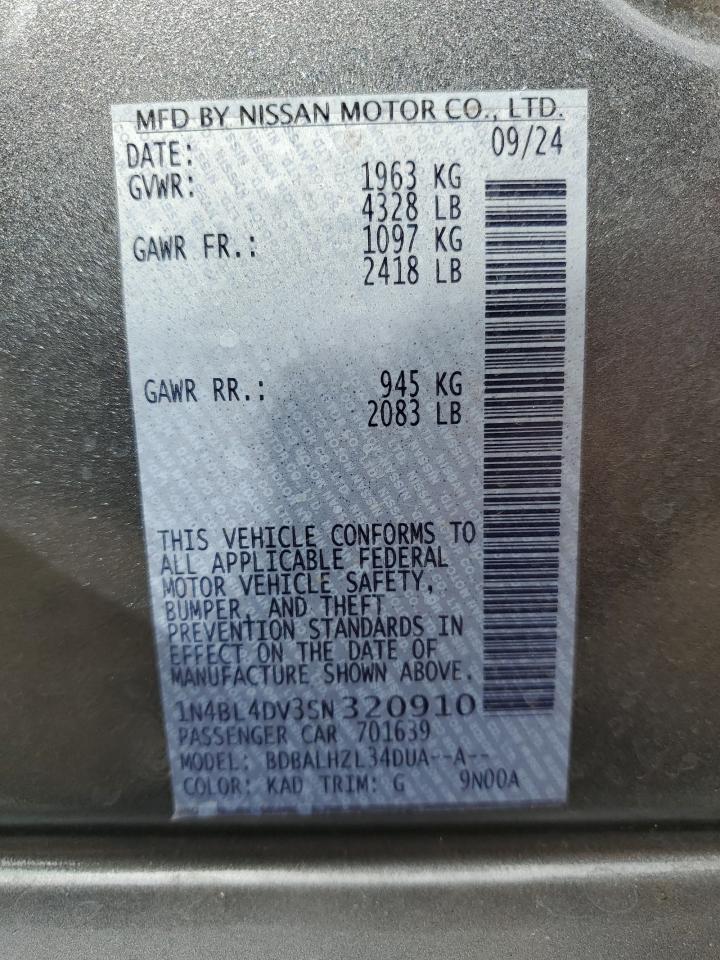 MFD BY NISSAN MOTOR CO., LTD.
DATE: 09/24
GVWR: 1963 KG
4328 LB
GAWR FR.: 1097 KG
2418 LB
GAWR RR.: 945 KG
2083 LB
THIS VEHICLE CONFORMS TO
ALL APPLICABLE FEDERAL
MOTOR VEHICLE SAFETY,
BUMPER, AND THEFT
PREVENTION STANDARDS IN
EFFECT ON THE DATE OF
MANUFACTURE SHOWN ABOVE.
1N4BL4DV3SN320910
PASSENGER CAR 701639
MODEL: BDBALHZL34DUA--A--
COLOR: KAD TRIM: G 9N00A